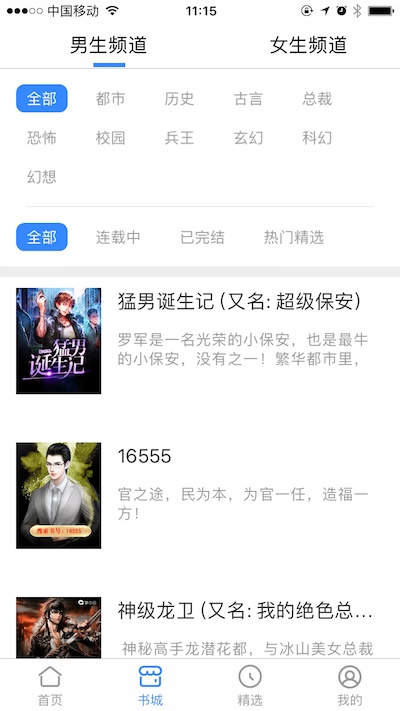 中国移动
11:15
男生频道 女生频道
全部 都市 历史 古言 总裁
恐怖 校园 兵王 玄幻 科幻
幻想
全部 连载中 已完结 热门精选
猛男诞生记 (又名: 超级保安)
罗军是一名光荣的小保安，也是最牛
的小保安，没有之一！繁华都市里，
猛男
诞生记
16555
官之途，民为本，为官一任，造福一
方！
搜索书号：16555
神级龙卫 (又名: 我的绝色总...
神秘高手龙潜花都，与冰山美女总裁
首页 书城 精选 我的